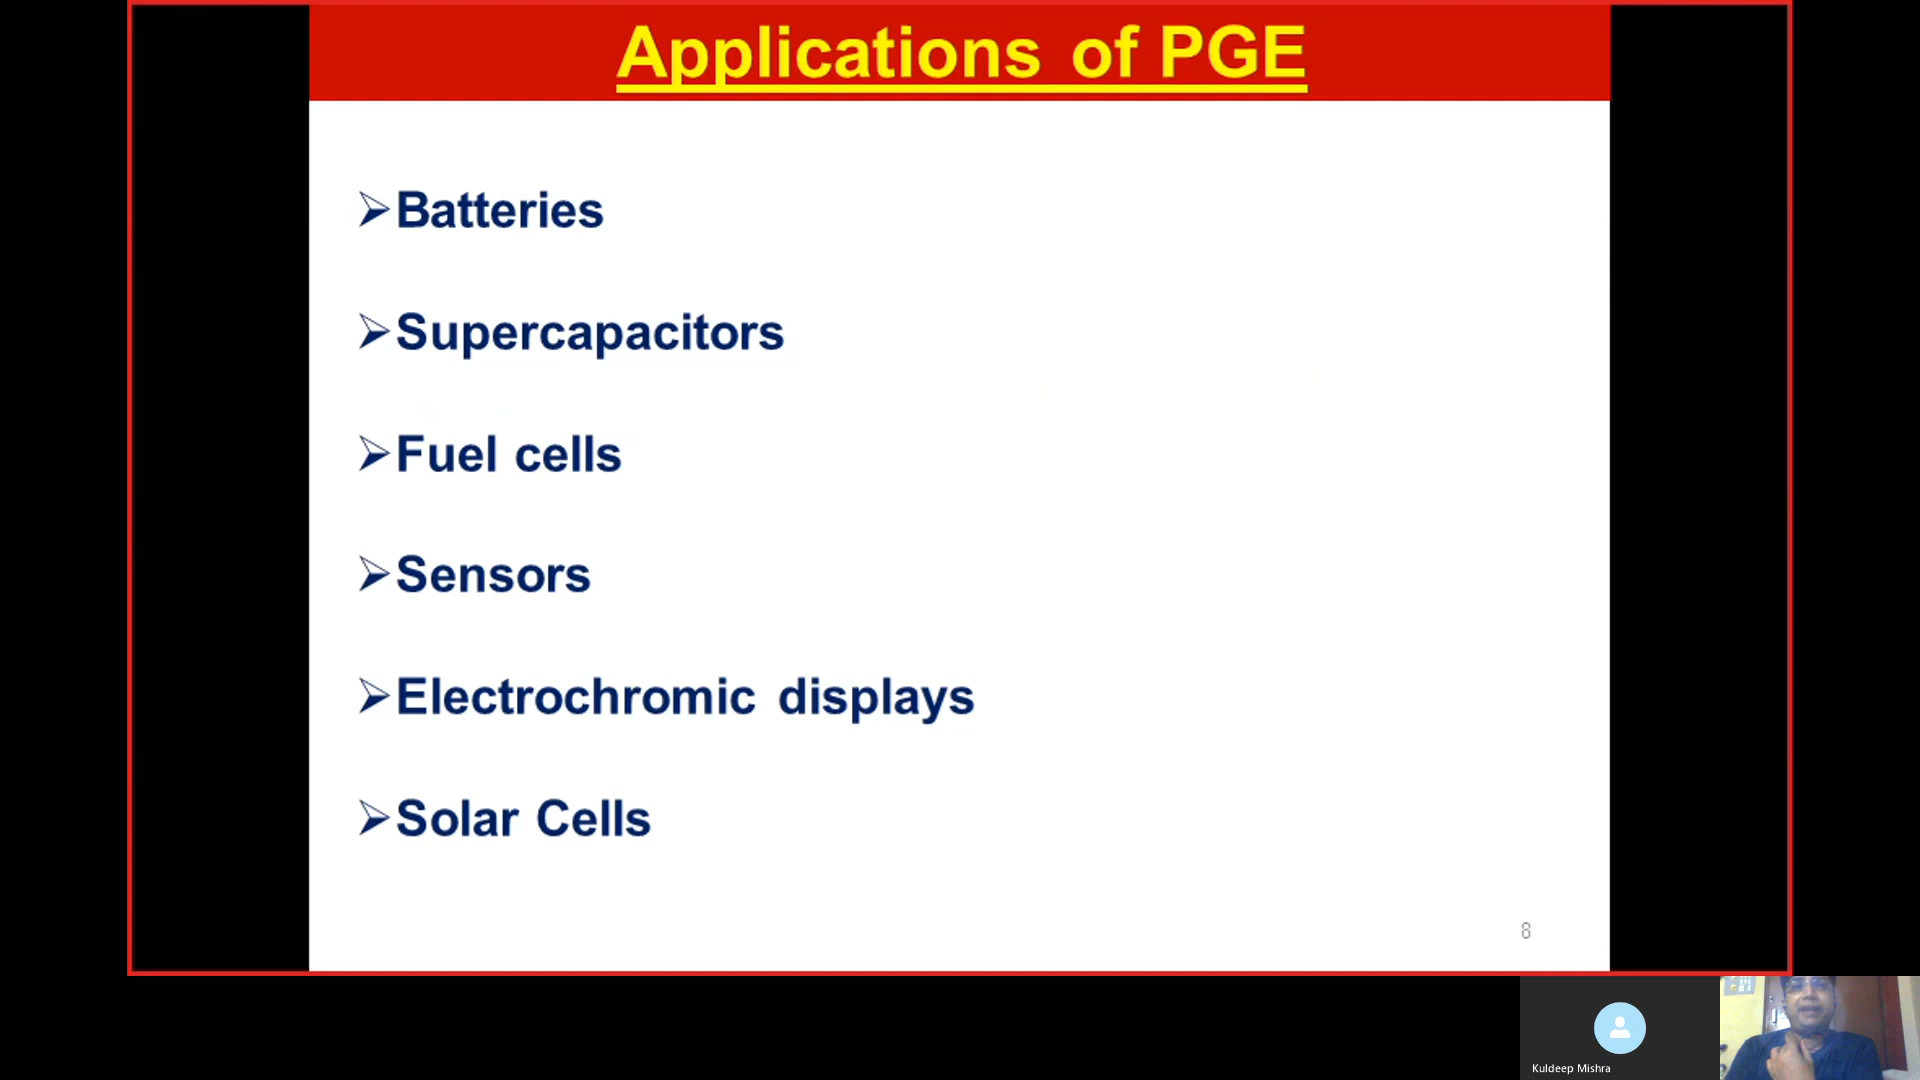 Applications of PGE
➢Batteries
➢Supercapacitors
➢Fuel cells
➢Sensors
➢Electrochromic displays
➢Solar Cells
8
Kuldeep Mishra